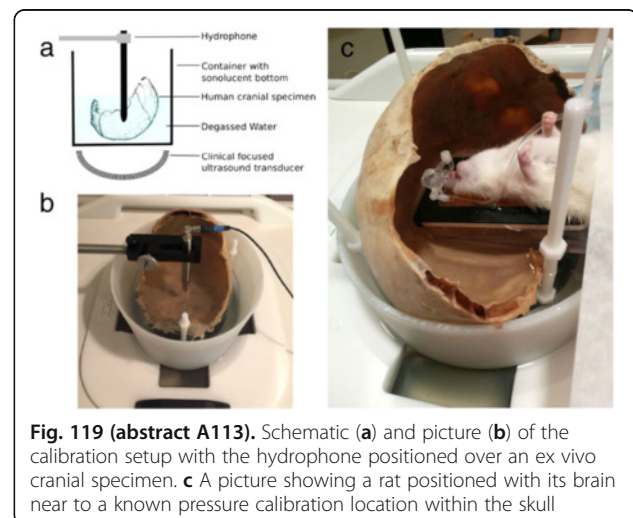 a
Hydrophone
Container with
sonolucent bottom
Human cranial specimen
Degassed Water
Clinical focused
ultrasound transducer
b
c
Fig. 119 (abstract A113). Schematic (a) and picture (b) of the
calibration setup with the hydrophone positioned over an ex vivo
cranial specimen. c A picture showing a rat positioned with its brain
near to a known pressure calibration location within the skull